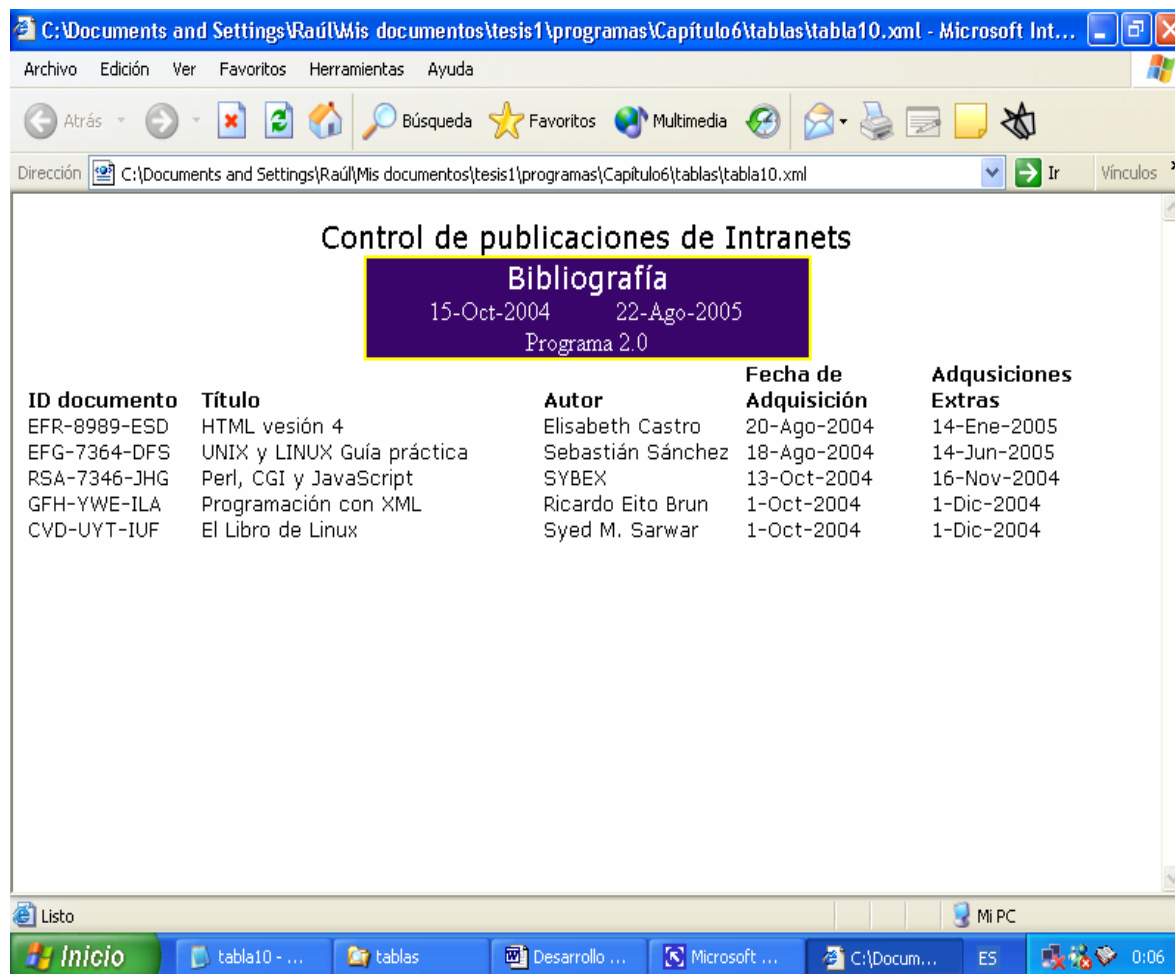 C:\Documents and Settings\Raúl\Mis documentos\tesis1\programas\Capítulo6\tablas\tabla10.xml - Microsoft Int...
Archivo Edición Ver Favoritos Herramientas Ayuda
Atrás Búsqueda Favoritos Multimedia
Dirección C:\Documents and Settings\Raúl\Mis documentos\tesis1\programas\Capítulo6\tablas\tabla10.xml Ir Vínculos
Control de publicaciones de Intranets
Bibliografía
15-Oct-2004 22-Ago-2005
Programa 2.0
Fecha de Adqusiciones
ID documento Título Autor Adquisición Extras
EFR-8989-ESD HTML vesión 4 Elisabeth Castro 20-Ago-2004 14-Ene-2005
EFG-7364-DFS UNIX y LINUX Guía práctica Sebastián Sánchez 18-Ago-2004 14-Jun-2005
RSA-7346-JHG Perl, CGI y JavaScript SYBEX 13-Oct-2004 16-Nov-2004
GFH-YWE-ILA Programación con XML Ricardo Eito Brun 1-Oct-2004 1-Dic-2004
CVD-UYT-IUF El Libro de Linux Syed M. Sarwar 1-Oct-2004 1-Dic-2004
Listo Mi PC
Inicio tabla10 - ... tablas Desarrollo ... Microsoft ... C:\Docum... ES 0:06